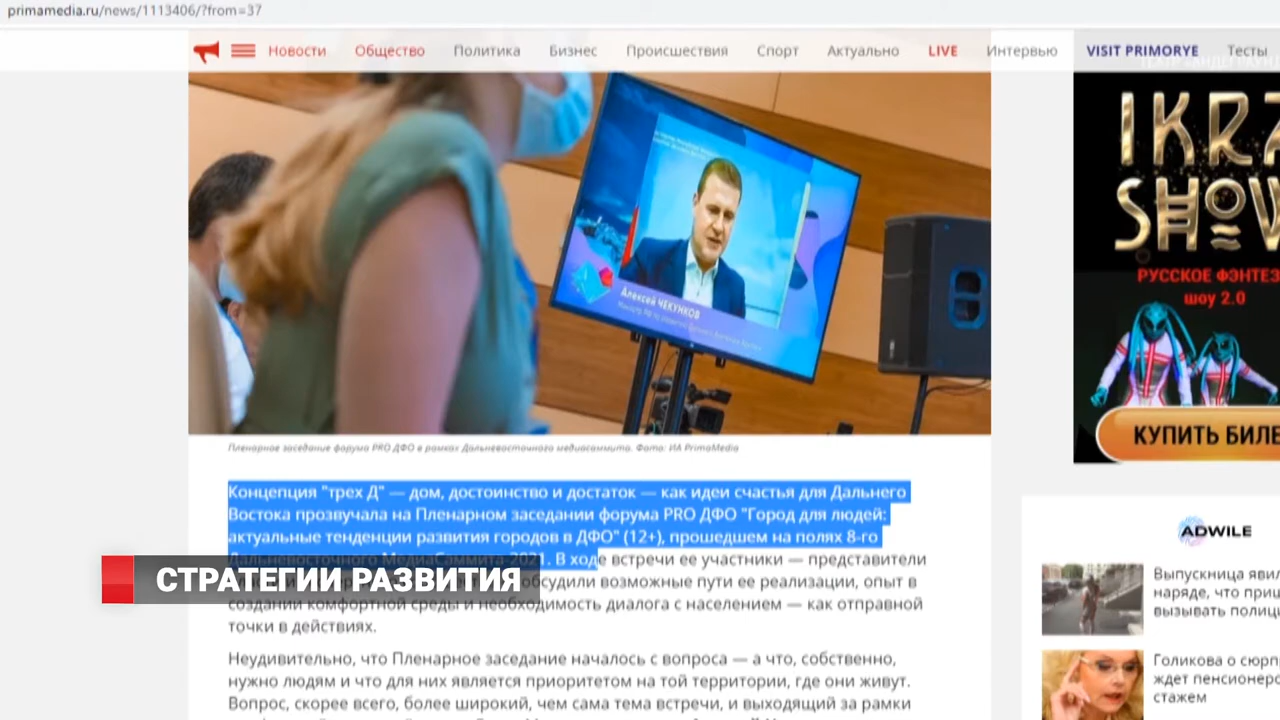 primamedia.ru/news/1113406/?from=37
Новости Общество Политика Бизнес Происшествия Спорт Актуально LIVE Интервью VISIT PRIMORYE Тесты
Алексей ЧЕКУНКОВ
IKRA
SHOW
РУССКОЕ ФЭНТЕЗ
шоу 2.0
КУПИТЬ БИЛЕ
Пленарное заседание форума PRO ДФО в рамках Дальневосточного медиасаммита. Фото: ИА PrimaMedia
Концепция "трех Д" — дом, достоинство и достаток — как идеи счастья для Дальнего
Востока прозвучала на Пленарном заседании форума PRO ДФО "Город для людей:
актуальные тенденции развития городов в ДФО" (12+), прошедшем на полях 8-го
Дальневосточного МедиаСаммита-2021. В ходе встречи ее участники — представители
обсудили возможные пути ее реализации, опыт в
создании комфортной среды и необходимость диалога с населением — как отправной
точки в действиях.
СТРАТЕГИИ РАЗВИТИЯ
Неудивительно, что Пленарное заседание началось с вопроса — а что, собственно,
нужно людям и что для них является приоритетом на той территории, где они живут.
Вопрос, скорее всего, более широкий, чем сама тема встречи, и выходящий за рамки
ADWILE
Выпускница явил
наряде, что приш
вызывать полици
Голикова о сюрп
ждет пенсионеро
стажем